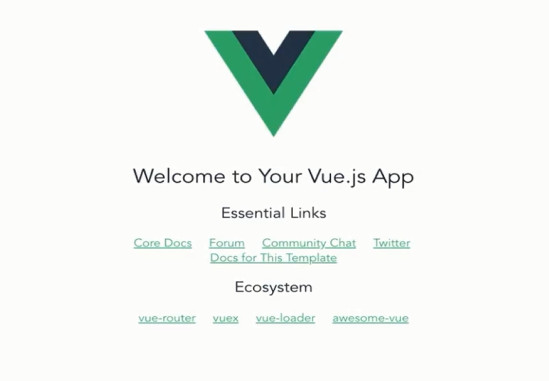 Welcome to Your Vue.js App
Essential Links
Core Docs Forum Community Chat Twitter
Docs for This Template
Ecosystem
vue-router vuex vue-loader awesome-vue